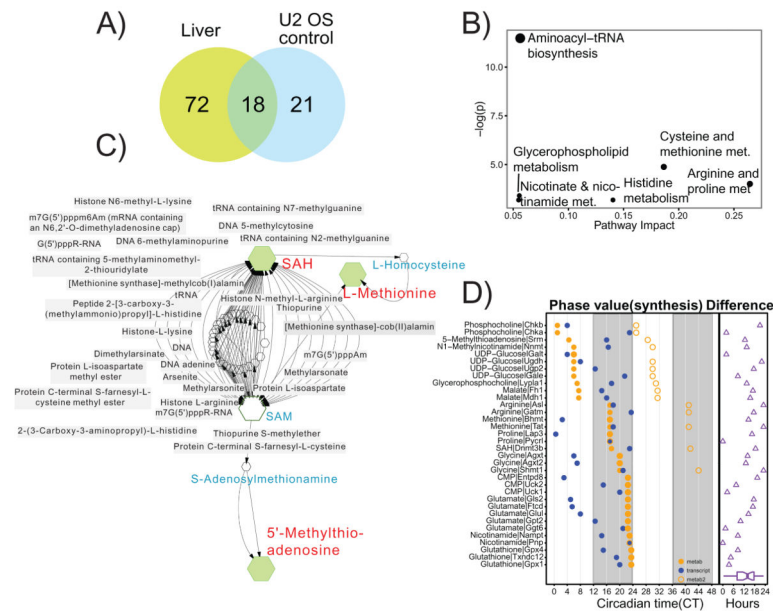 A)
Liver
U2 OS
control
72
18
21
B)
Aminoacyl-tRNA
biosynthesis
10.0
7.5
5.0
-log(p)
Glycerophospholipid
metabolism
Nicotinate & nico-
tinamide met.
Histidine
metabolism
Cysteine and
methionine met.
Arginine and
proline met
0.05 0.10 0.15 0.20 0.25
Pathway Impact
C)
Histone N6-methyl-L-lysine
tRNA containing N7-methylguanine
m7G(5')pppm6Am (mRNA containing
an N6,2'-O-dimethyladenosine cap)
DNA 5-methylcytosine
G(5')pppR-RNA
DNA 6-methylaminopurine
tRNA containing N2-methylguanine
tRNA containing 5-methylaminomethyl-
2-thiouridylate
SAH
L-Homocysteine
[Methionine synthase]-methylcob(I)alamin
L-Methionine
tRNA
Histone N-methyl-L-arginine
Peptide 2-[3-carboxy-3-
(methylammonio)propyl]-L-histidine
Thiopurine
Histone-L-lysine
[Methionine synthase]-cob(II)alamin
DNA
m7G(5')pppAm
Dimethylarsinate
DNA adenine
Protein L-isoaspartate
methyl ester
Arsenite
Methylarsonate
Methylarsonite
Protein L-isoaspartate
Protein C-terminal S-farnesyl-L-
cysteine methyl ester
Histone L-arginine
m7G(5')pppR-RNA
SAM
2-(3-Carboxy-3-aminopropyl)-L-histidine
Thiopurine S-methylether
Protein C-terminal S-farnesyl-L-cysteine
S-Adenosylmethionamine
5'-Methylthio-
adenosine
D)
Phase value(synthesis) Difference
Phosphocholine|Chkb
Phosphocholine|Chka
5-Methylthioadenosine|Srm
N1-Methylnicotinamide|Nnmt
UDP-Glucose|Galt
UDP-Glucose|Ugdh
UDP-Glucose|Ugp2
UDP-Glucose|Gale
Glycerophosphocholine|Lypla1
Malate|Fh1
Malate|Mdh1
Arginine|Asl
Arginine|Gatm
Methionine|Bhmt
Methionine|Tat
Proline|Lap3
Proline|Pycrl
SAH|Dnmt3b
Glycine|Agxt
Glycine|Agxt2
Glycine|Shmt1
CMP|Entpd8
CMP|Uck2
CMP|Uck1
Glutamate|Gls2
Glutamate|Ftcd
Glutamate|Glul
Glutamate|Gpt2
Glutamate|Ggt6
Nicotinamide|Nampt
Nicotinamide|Pnp
Glutathione|Gpx4
Glutathione|Txndc12
Glutathione|Gpx1
metab
transcript
metab2
0 4 8 12 16 20 24 28 32 36 40 44 48
Circadian time(CT)
0 3 6 12 18 24
Hours